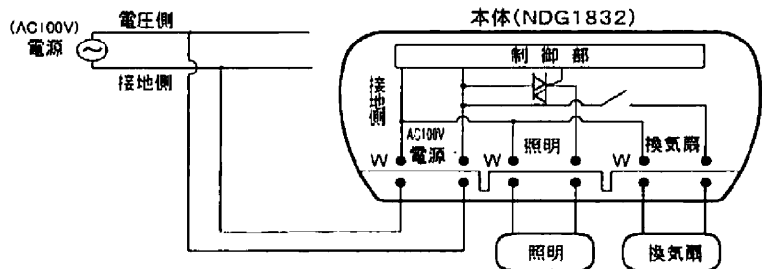 (AC100V)
電源
電圧側
接地側
本体(NDG1832)
制御部
接地側
AC100V
電源
照明
換気扇
W
W
W
照明
換気扇